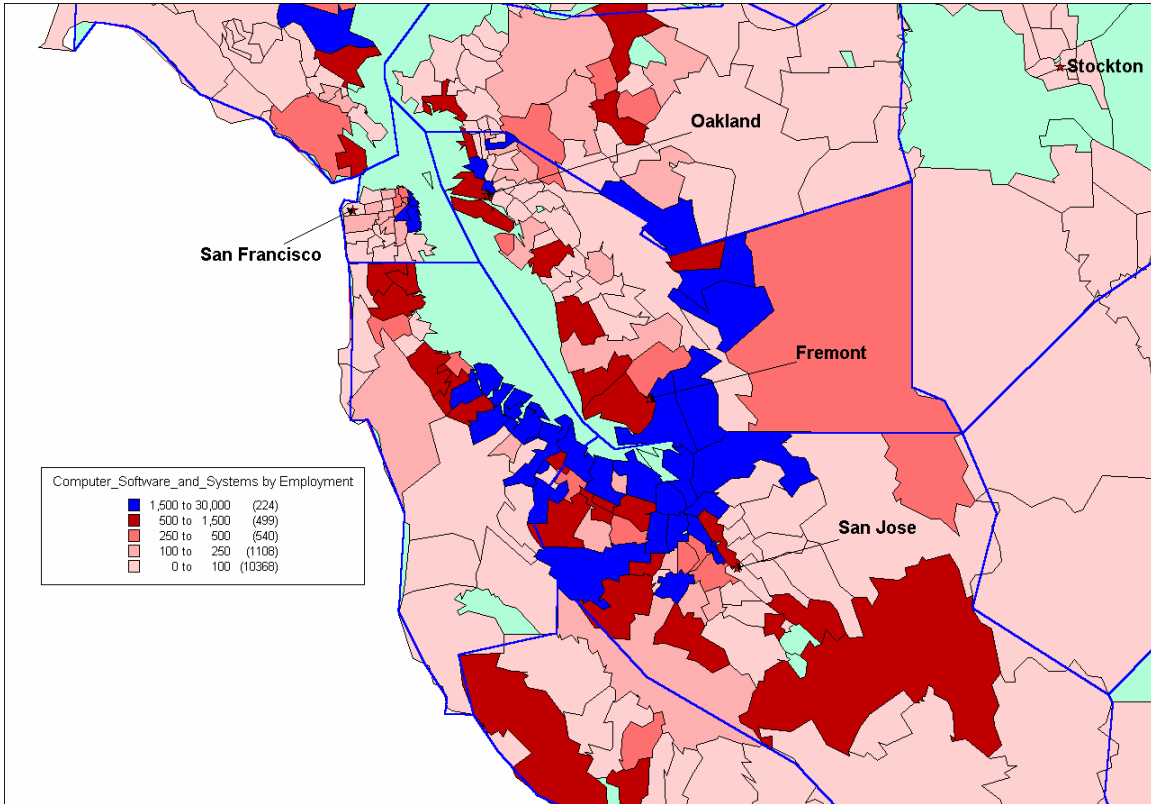 Stockton
Oakland
San Francisco
Fremont
Computer_Software_and_Systems by Employment
1,500 to 30,000 (224)
500 to 1,500 (499)
250 to 500 (540)
100 to 250 (1108)
0 to 100 (10368)
San Jose